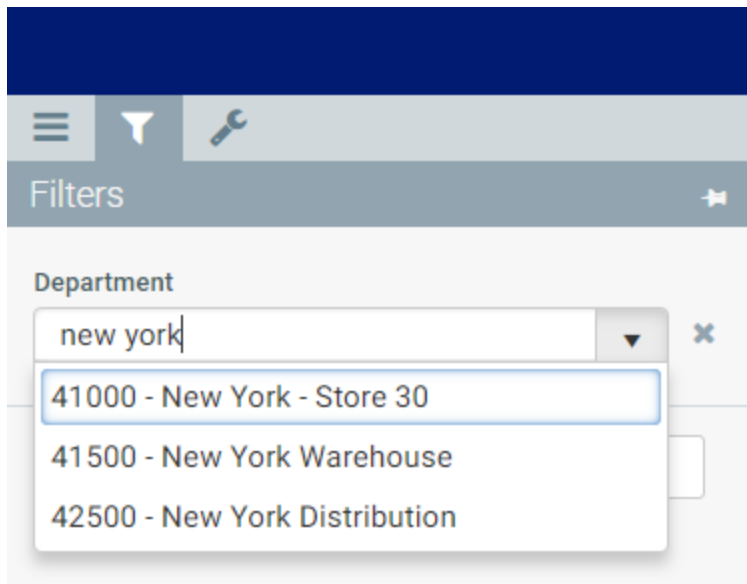 Filters
Department
new york
41000 - New York - Store 30
41500 - New York Warehouse
42500 - New York Distribution